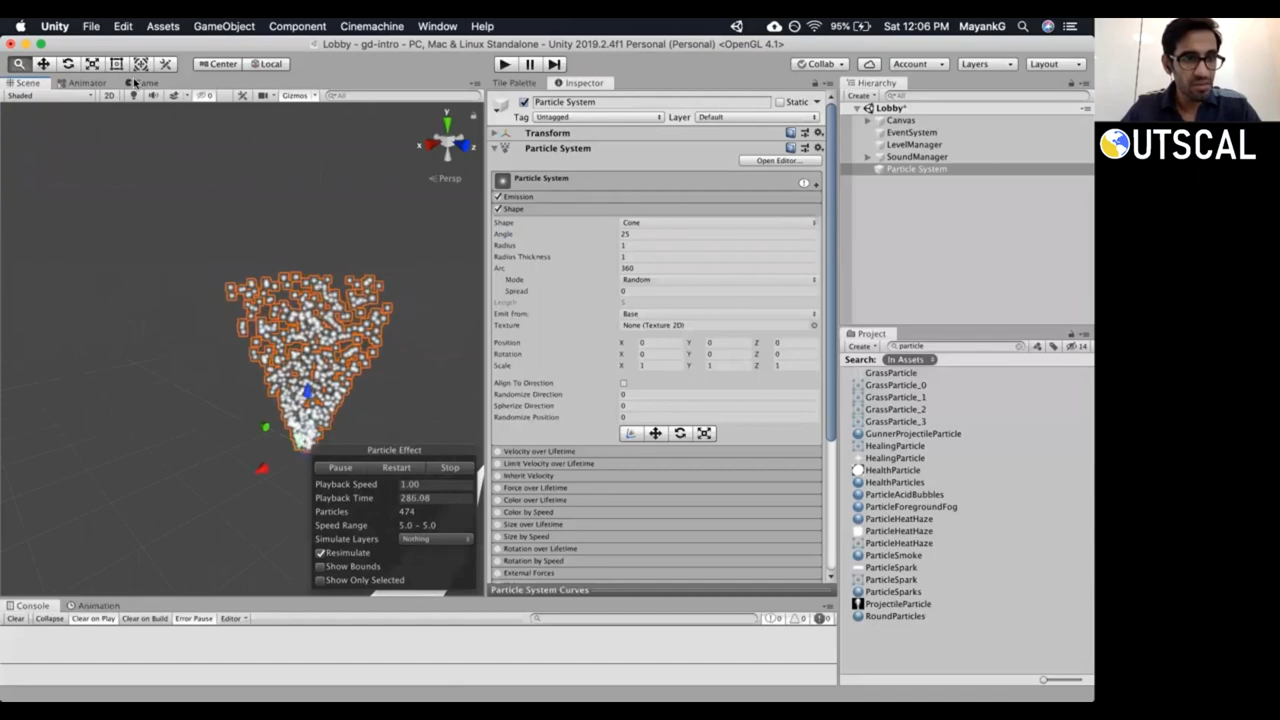 Unity File Edit Assets GameObject Component Cinemachine Window Help 95% Sat 12:06 PM MayankG
Lobby - gd-intro - PC, Mac & Linux Standalone - Unity 2019.2.4f1 Personal (Personal) <OpenGL 4.1>
Center Local Collab Account Layers Layout
Scene Animator Game Tile Palette Inspector Hierarchy
Shaded 2D 0 Gizmos All Create All
Particle System Static
Tag Untagged Layer Default
Transform
Particle System
Open Editor...
Particle System
Emission
Shape
Shape Cone
Angle 25
Radius 1
Radius Thickness 1
Arc 360
Mode Random
Spread 0
Length 5
Emit from: Base
Texture None (Texture 2D)
Position X 0 Y 0 Z 0
Rotation X 0 Y 0 Z 0
Scale X 1 Y 1 Z 1
Align To Direction
Randomize Direction 0
Spherize Direction 0
Randomize Position 0
Velocity over Lifetime
Limit Velocity over Lifetime
Inherit Velocity
Force over Lifetime
Color over Lifetime
Color by Speed
Size over Lifetime
Size by Speed
Rotation over Lifetime
Rotation by Speed
External Forces
Particle System Curves
y
x
z
Persp
Particle Effect
Pause Restart Stop
Playback Speed 1.00
Playback Time 286.08
Particles 474
Speed Range 5.0 - 5.0
Simulate Layers Nothing
Resimulate
Show Bounds
Show Only Selected
Console Animation
Clear Collapse Clear on Play Clear on Build Error Pause Editor 0 0 0
Lobby*
Canvas
EventSystem
LevelManager
SoundManager
Particle System
Project
Create particle 14
Search: In Assets
GrassParticle
GrassParticle_0
GrassParticle_1
GrassParticle_2
GrassParticle_3
GunnerProjectileParticle
HealingParticle
HealingParticle
HealthParticle
HealthParticles
ParticleAcidBubbles
ParticleForegroundFog
ParticleHeatHaze
ParticleHeatHaze
ParticleHeatHaze
ParticleSmoke
ParticleSpark
ParticleSpark
ParticleSparks
ProjectileParticle
RoundParticles
OUTSCAL